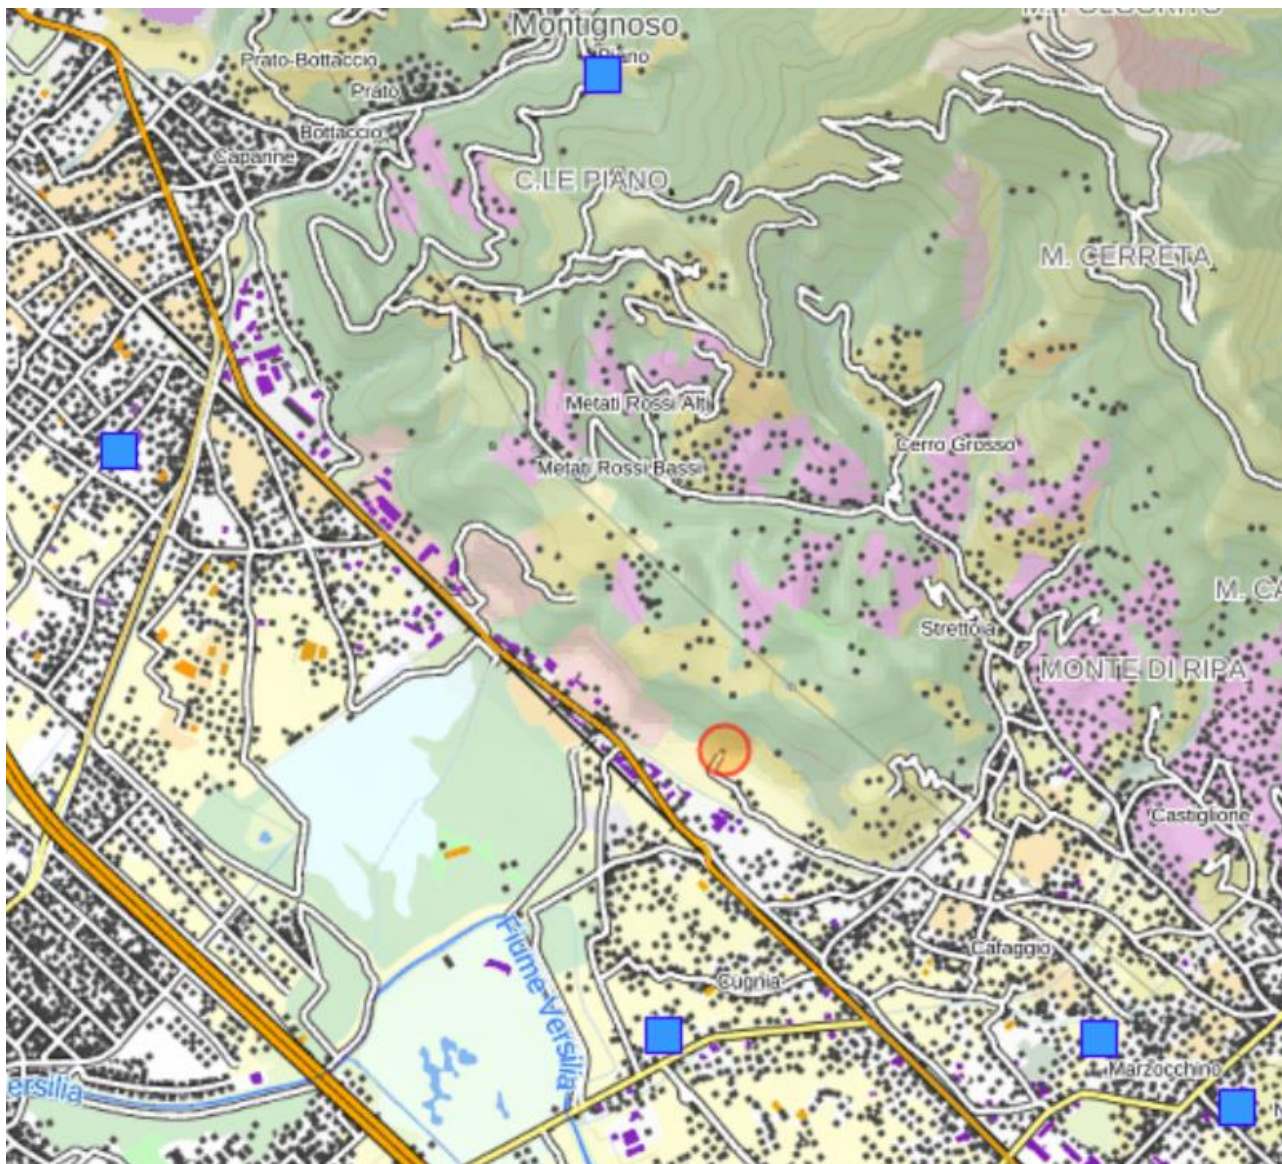 Montignoso
Prato-Bottaccio
Piano
Prato
Bottaccio
Capanne
C.LE PIANO
M. CERRETA
Metati Rossi Alti
Cerro Grosso
Metati Rossi Bassi
M. CA
Strettoia
MONTE DI RIPA
Castiglione
Fiume Versilia
Cafaggio
Cugnia
Marzocchino
ersilia